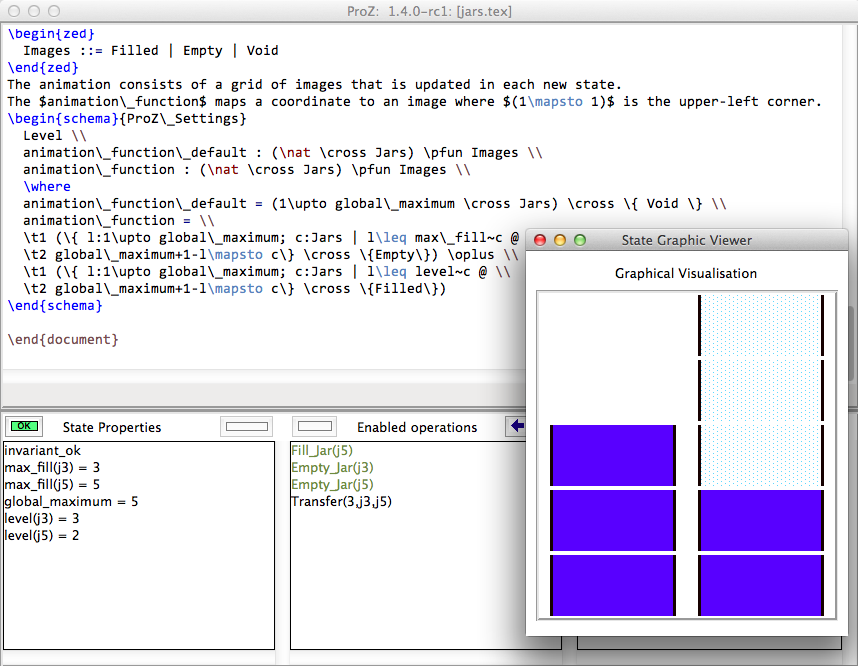 ProZ: 1.4.0-rc1: [jars.tex]
\begin{zed}
Images ::= Filled | Empty | Void
\end{zed}
The animation consists of a grid of images that is updated in each new state.
The $animation\_function$ maps a coordinate to an image where $(1\mapsto 1)$ is the upper-left corner.
\begin{schema}{ProZ\_Settings}
Level \\
animation\_function\_default : (\nat \cross Jars) \pfun Images \\
animation\_function : (\nat \cross Jars) \pfun Images \\
\where
animation\_function\_default = (1\upto global\_maximum \cross Jars) \cross \{ Void \} \\
animation\_function = \\
\t1 (\{ l:1\upto global\_maximum; c:Jars | l\leq max\_fill~c @
\t2 global\_maximum+1-l\mapsto c\} \cross \{Empty\}) \oplus \\
\t1 (\{ l:1\upto global\_maximum; c:Jars | l\leq level~c @ \\
\t2 global\_maximum+1-l\mapsto c\} \cross \{Filled\})
\end{schema}
\end{document}
State Graphic Viewer
Graphical Visualisation
OK State Properties
invariant_ok
max_fill(j3) = 3
max_fill(j5) = 5
global_maximum = 5
level(j3) = 3
level(j5) = 2
Enabled operations
Fill_Jar(j5)
Empty_Jar(j3)
Empty_Jar(j5)
Transfer(3,j3,j5)